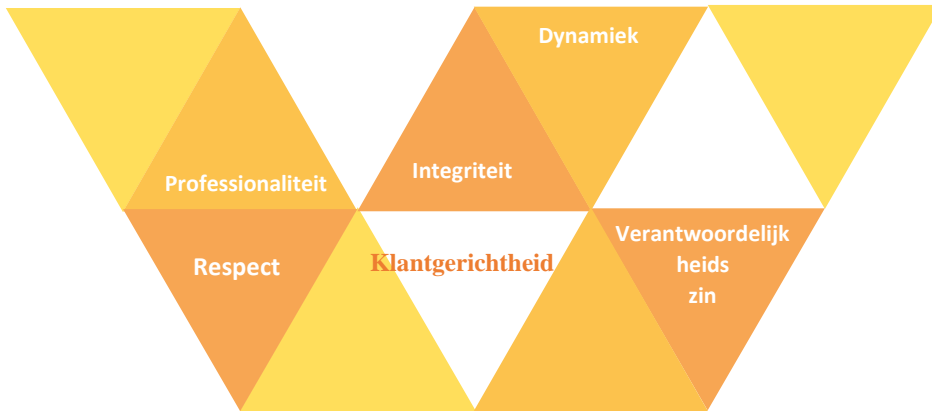 Dynamiek
Professionaliteit
Integriteit
Respect
Klantgerichtheid
Verantwoordelijk
heids
zin